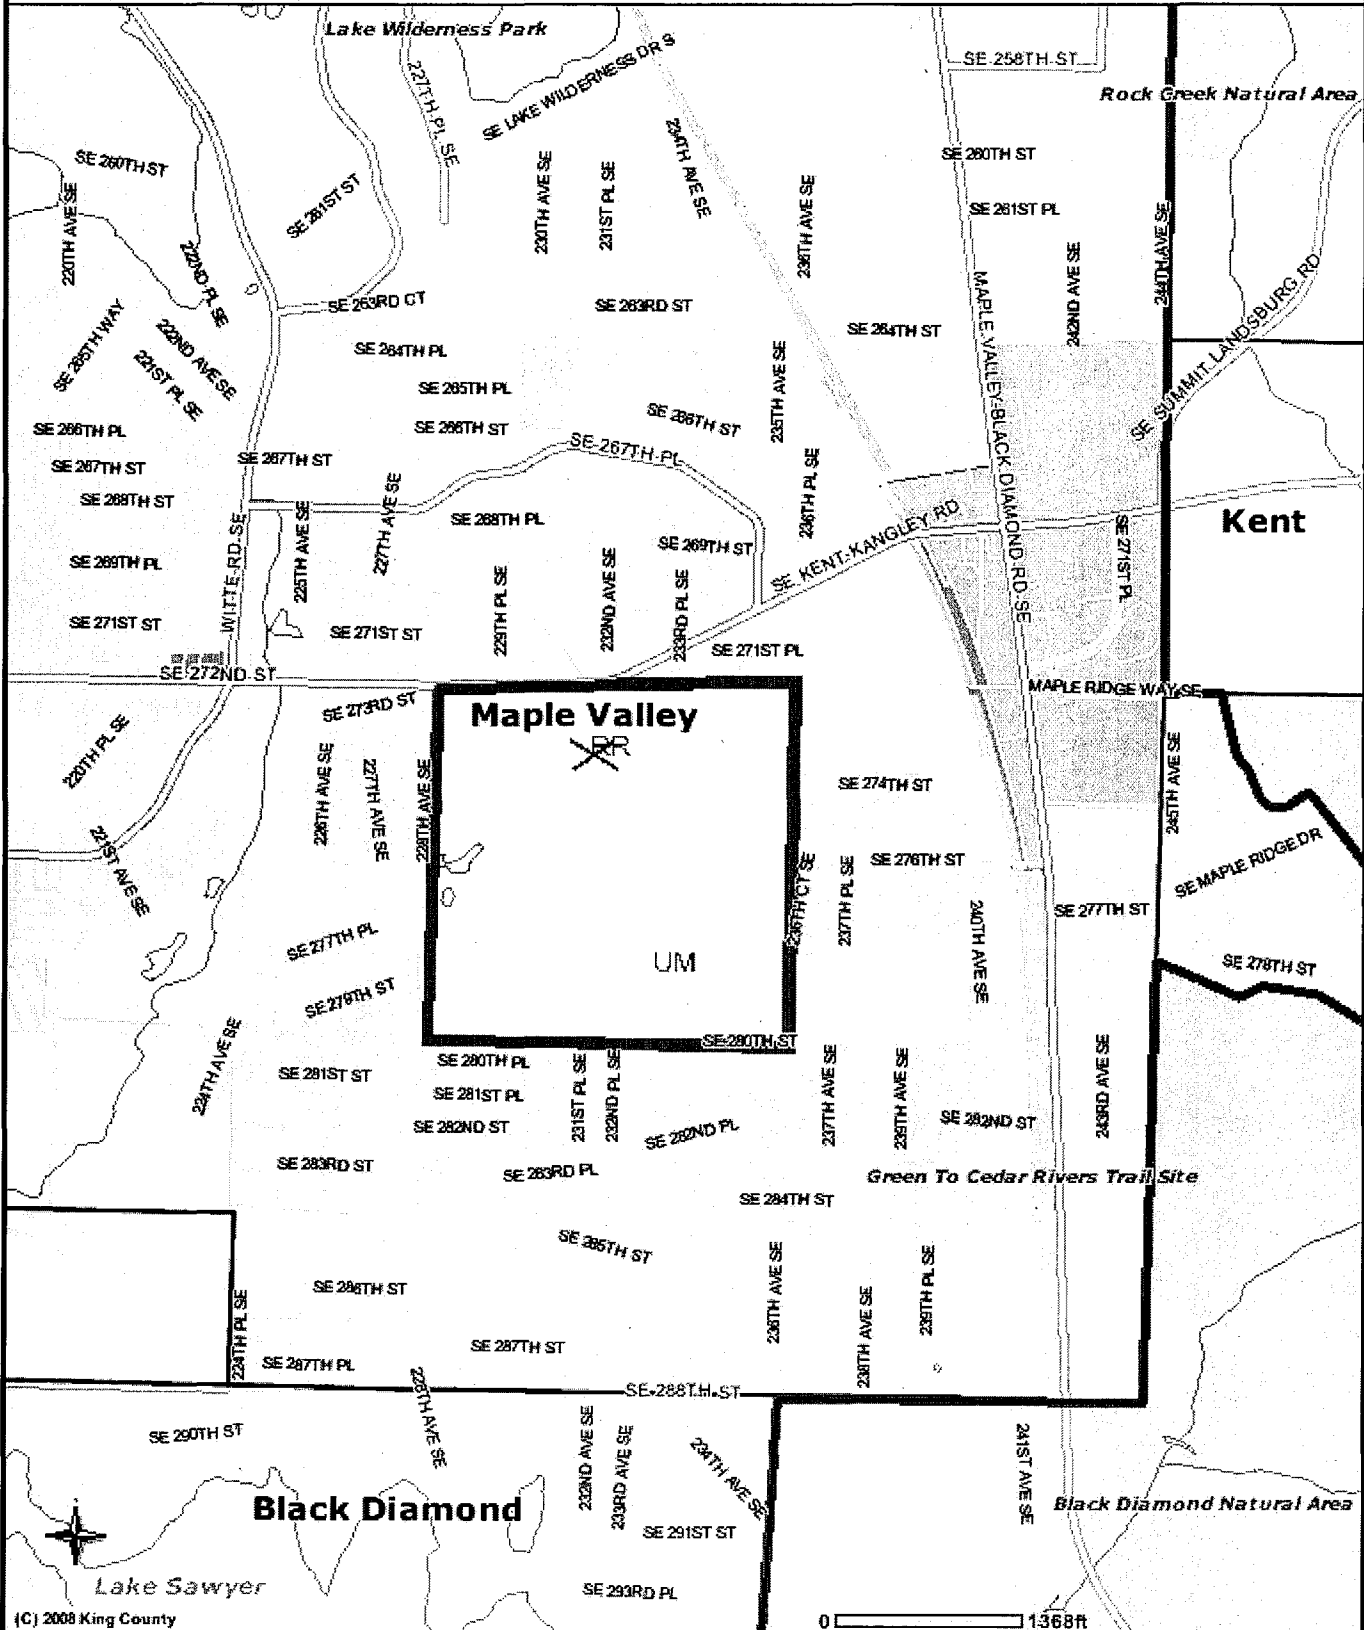 Lake Wilderness Park
SE 258TH ST
Rock Creek Natural Area
227TH PL SE
SE LAKE WILDERNESS DR S
234TH AVE SE
SE 260TH ST
SE 260TH ST
220TH AVE SE
SE 261ST ST
230TH AVE SE
231ST PL SE
236TH AVE SE
SE 261ST PL
244TH AVE SE
222ND PL SE
242ND AVE SE
SE 263RD CT
SE 263RD ST
SE 264TH ST
MAPLE VALLEY-BLACK DIAMOND RD SE
SE SUMMIT LANDSBURG RD
SE 265TH WAY
222ND AVE SE
221ST PL SE
SE 264TH PL
SE 265TH PL
235TH AVE SE
SE 266TH PL
SE 266TH ST
SE 266TH ST
SE 267TH ST
SE 267TH ST
SE 267TH PL
236TH PL SE
SE 268TH ST
225TH AVE SE
227TH AVE SE
SE 268TH PL
SE KENT-KANGLEY RD
Kent
SE 269TH PL
WITTE RD SE
SE 269TH ST
SE 271ST PL
229TH PL SE
232ND AVE SE
233RD PL SE
SE 271ST ST
SE 271ST ST
SE 271ST PL
SE 272ND ST
MAPLE RIDGE WAY SE
SE 273RD ST
Maple Valley
RR
220TH PL SE
226TH AVE SE
227TH AVE SE
228TH AVE SE
SE 274TH ST
245TH AVE SE
221ST AVE SE
236TH CT SE
237TH PL SE
SE 276TH ST
SE MAPLE RIDGE DR
SE 277TH PL
240TH AVE SE
SE 277TH ST
UM
SE 278TH ST
SE 279TH ST
SE 280TH ST
224TH AVE SE
SE 281ST ST
SE 280TH PL
231ST PL SE
232ND PL SE
237TH AVE SE
239TH AVE SE
243RD AVE SE
SE 281ST PL
SE 282ND ST
SE 282ND PL
SE 282ND ST
SE 283RD ST
SE 283RD PL
Green To Cedar Rivers Trail Site
SE 284TH ST
SE 285TH ST
224TH PL SE
SE 286TH ST
236TH AVE SE
238TH AVE SE
239TH PL SE
SE 287TH ST
SE 287TH PL
SE 288TH ST
228TH AVE SE
SE 290TH ST
232ND AVE SE
233RD AVE SE
234TH AVE SE
241ST AVE SE
Black Diamond
Black Diamond Natural Area
SE 291ST ST
Lake Sawyer
SE 293RD PL
(C) 2008 King County
0 1368ft